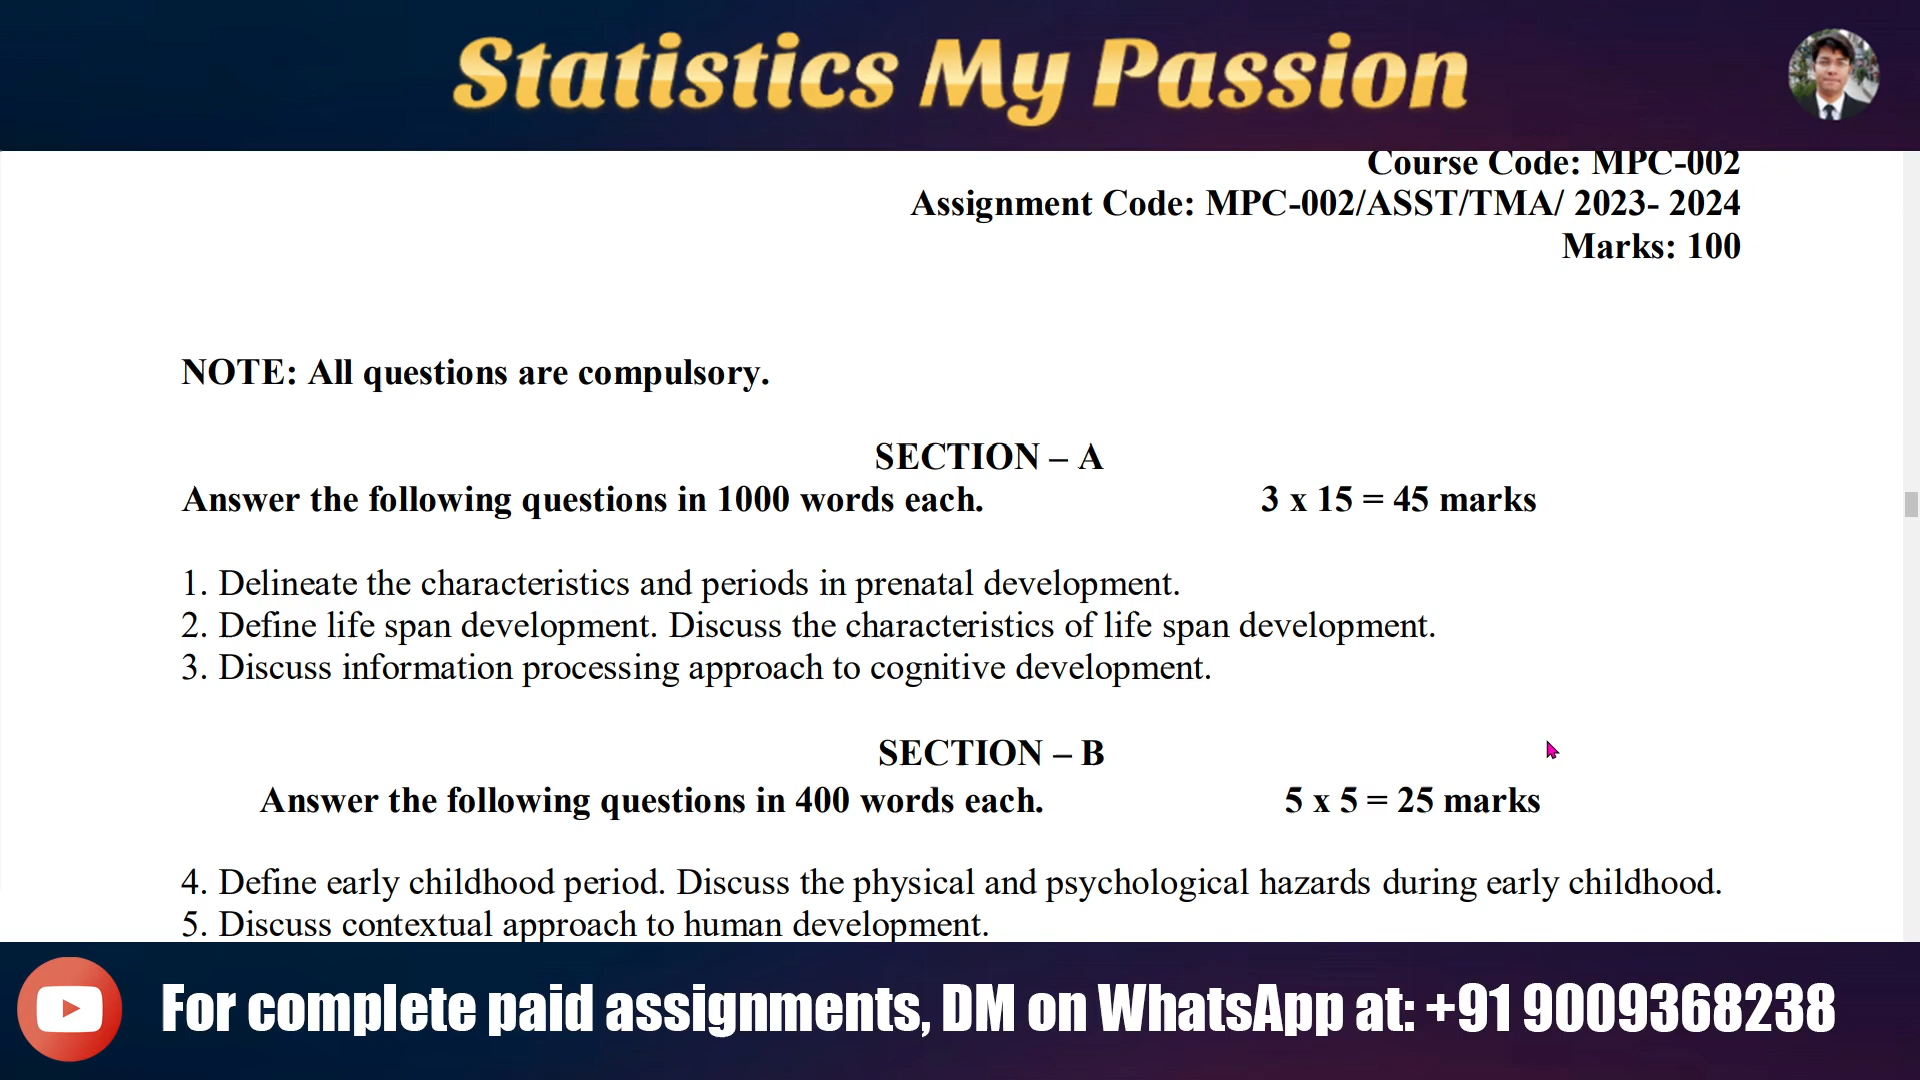 Statistics My Passion
Course Code: MPC-002
Assignment Code: MPC-002/ASST/TMA/ 2023- 2024
Marks: 100
NOTE: All questions are compulsory.
SECTION – A
Answer the following questions in 1000 words each. 3 x 15 = 45 marks
1. Delineate the characteristics and periods in prenatal development.
2. Define life span development. Discuss the characteristics of life span development.
3. Discuss information processing approach to cognitive development.
SECTION – B
Answer the following questions in 400 words each. 5 x 5 = 25 marks
4. Define early childhood period. Discuss the physical and psychological hazards during early childhood.
5. Discuss contextual approach to human development.
For complete paid assignments, DM on WhatsApp at: +91 9009368238